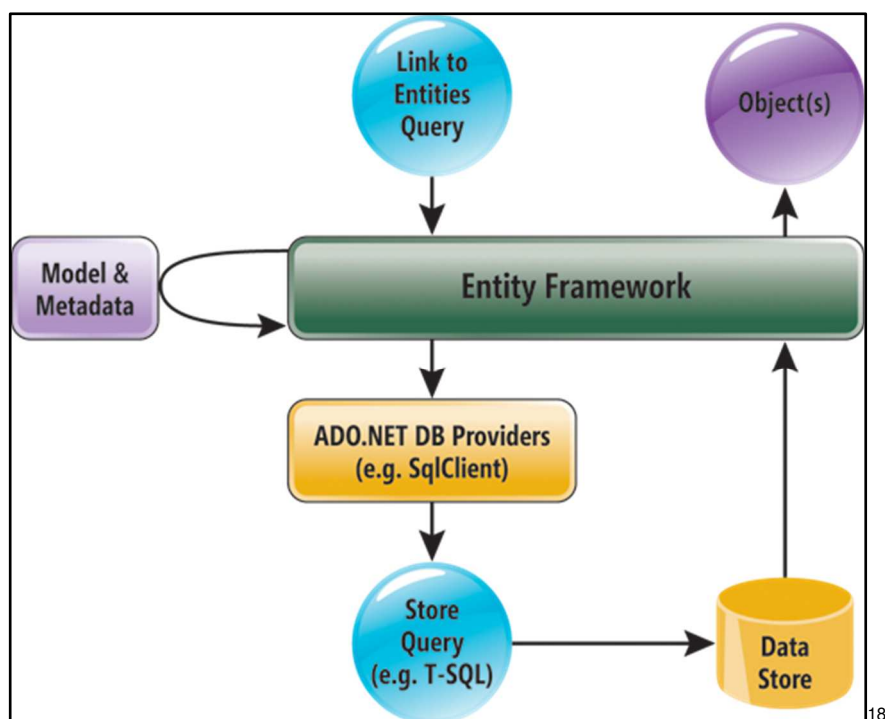 Link to
Entities
Query
Object(s)
Model &
Metadata
Entity Framework
ADO.NET DB Providers
(e.g. SqlClient)
Store
Query
(e.g. T-SQL)
Data
Store
18